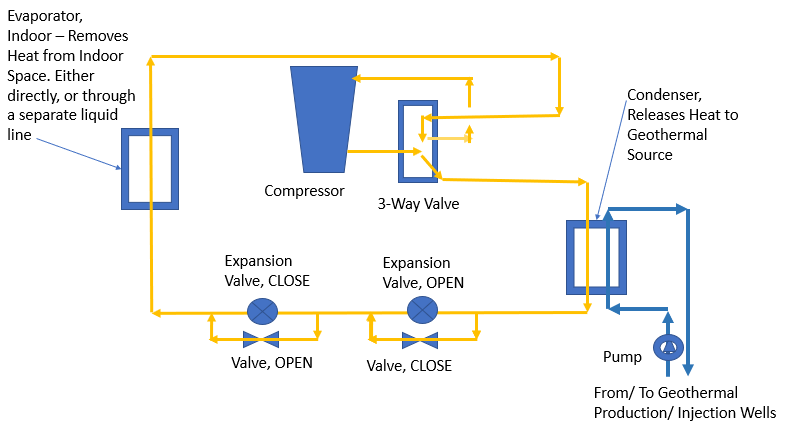 Evaporator,
Indoor – Removes
Heat from Indoor
Space. Either
directly, or through
a separate liquid
line
Condenser,
Releases Heat to
Geothermal
Source
Compressor
3-Way Valve
Expansion
Valve, CLOSE
Expansion
Valve, OPEN
Valve, OPEN
Valve, CLOSE
Pump
From/ To Geothermal
Production/ Injection Wells